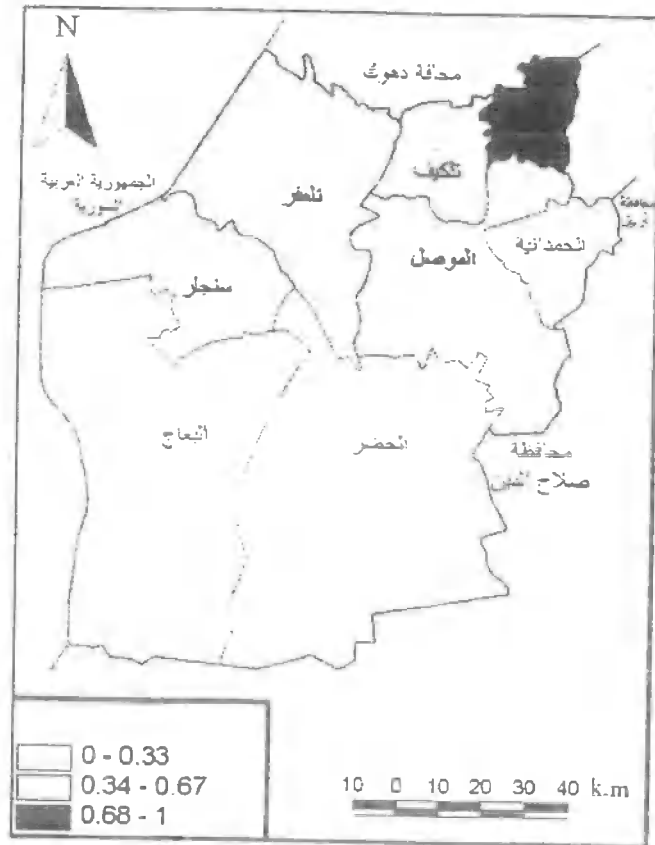 N
محافة دهوك
الجمهورية العربية
السورية
تلعفر
تلكيف
محافظة
الحمدانية
الموصل
سنجار
البعاج
الحضر
محافظة
صلاح الدين
0 - 0.33
0.34 - 0.67
0.68 - 1
10 0 10 20 30 40 k.m